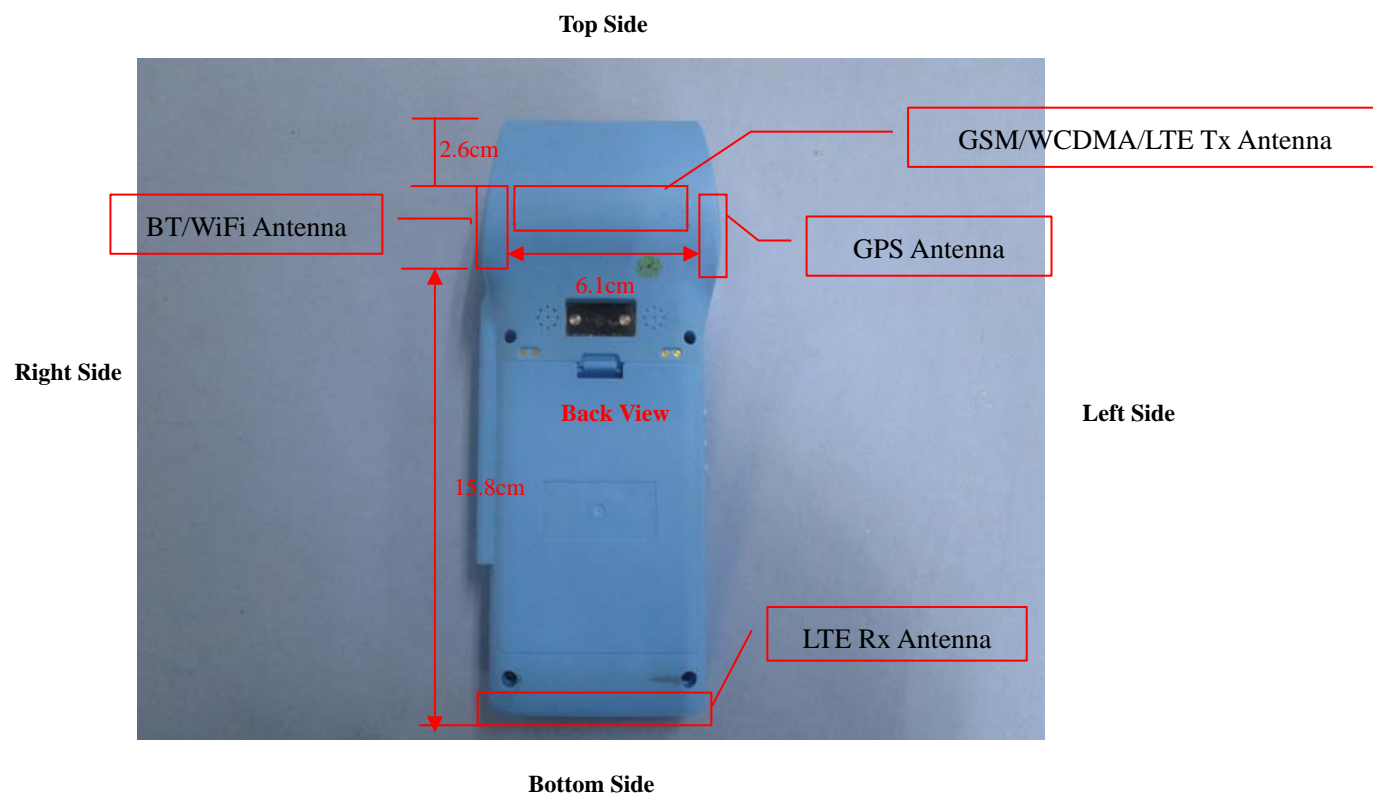 Top Side
GSM/WCDMA/LTE Tx Antenna
2.6cm
BT/WiFi Antenna
GPS Antenna
6.1cm
Right Side
Back View
Left Side
15.8cm
LTE Rx Antenna
Bottom Side